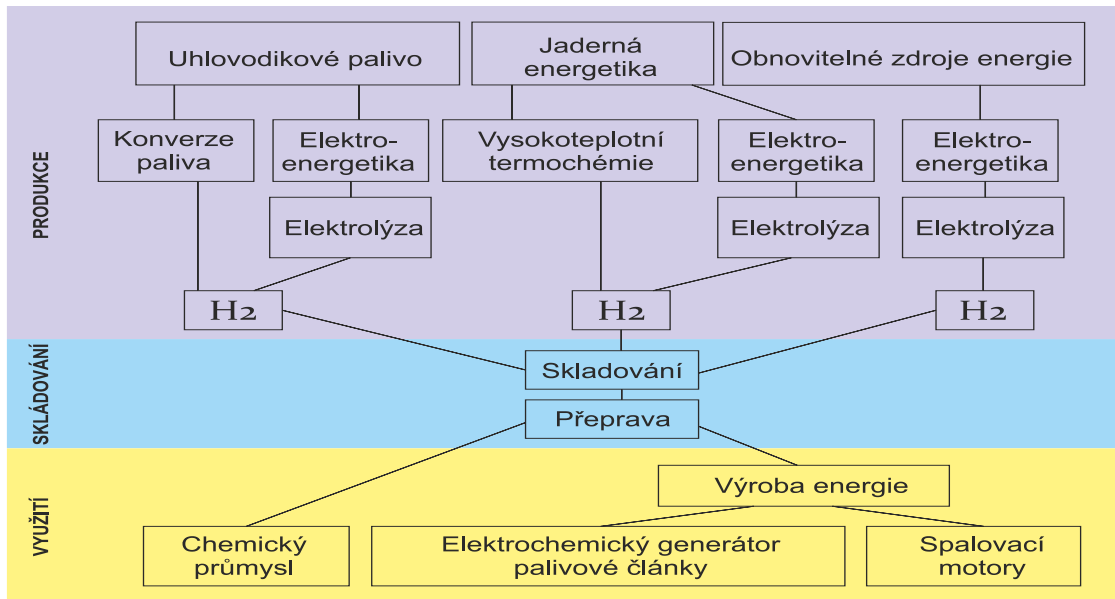 PRODUKCE
Uhlovodikové palivo
Jaderná
energetika
Obnovitelné zdroje energie
Konverze
paliva
Elektro-
energetika
Vysokoteplotní
termochémie
Elektro-
energetika
Elektro-
energetika
Elektrolýza
Elektrolýza
Elektrolýza
H2
H2
H2
SKLÁDOVÁNÍ
Skladování
Přeprava
VYUŽITÍ
Výroba energie
Chemický
průmysl
Elektrochemický generátor
palivové články
Spalovací
motory